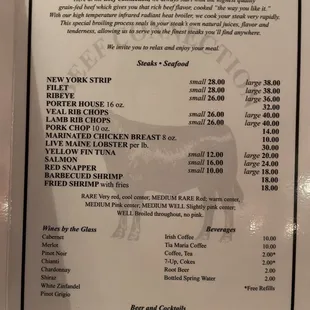 grain-fed beef which gives you that rich beef flavor, cooked "the way you like it."
With our high temperature infrared radiant heat broiler, we cook your steak very rapidly.
This special broiling process seals in your steak's own natural juices, flavor and
tenderness, allowing us to serve you the finest steaks you'll find anywhere.
We invite you to relax and enjoy your meal.
Steaks • Seafood
NEW YORK STRIP small 28.00 large 38.00
FILET small 28.00 large 38.00
RIBEYE small 26.00 large 36.00
PORTER HOUSE 16 oz. 32.00
VEAL RIB CHOPS small 26.00 large 40.00
LAMB RIB CHOPS small 26.00 large 40.00
PORK CHOP 10 oz. 14.00
MARINATED CHICKEN BREAST 8 oz. 18.00
LIVE MAINE LOBSTER per lb. 30.00
YELLOW FIN TUNA small 12.00 large 20.00
SALMON small 16.00 large 24.00
RED SNAPPER small 10.00 large 18.00
BARBECUED SHRIMP 18.00
FRIED SHRIMP with fries 18.00
RARE Very red, cool center; MEDIUM RARE Red; warm center,
MEDIUM Pink center; MEDIUM WELL Slightly pink center;
WELL Broiled throughout, no pink.
Wines by the Glass
Cabernet
Merlot
Pinot Noir
Chianti
Chardonnay
Shiraz
White Zinfandel
Pinot Grigio
Beverages
Irish Coffee 10.00
Tia Maria Coffee 10.00
Coffee, Tea 2.00*
7-Up, Cokes 2.00*
Root Beer 2.00
Bottled Spring Water 2.00
*Free Refills
Beer and Cocktails